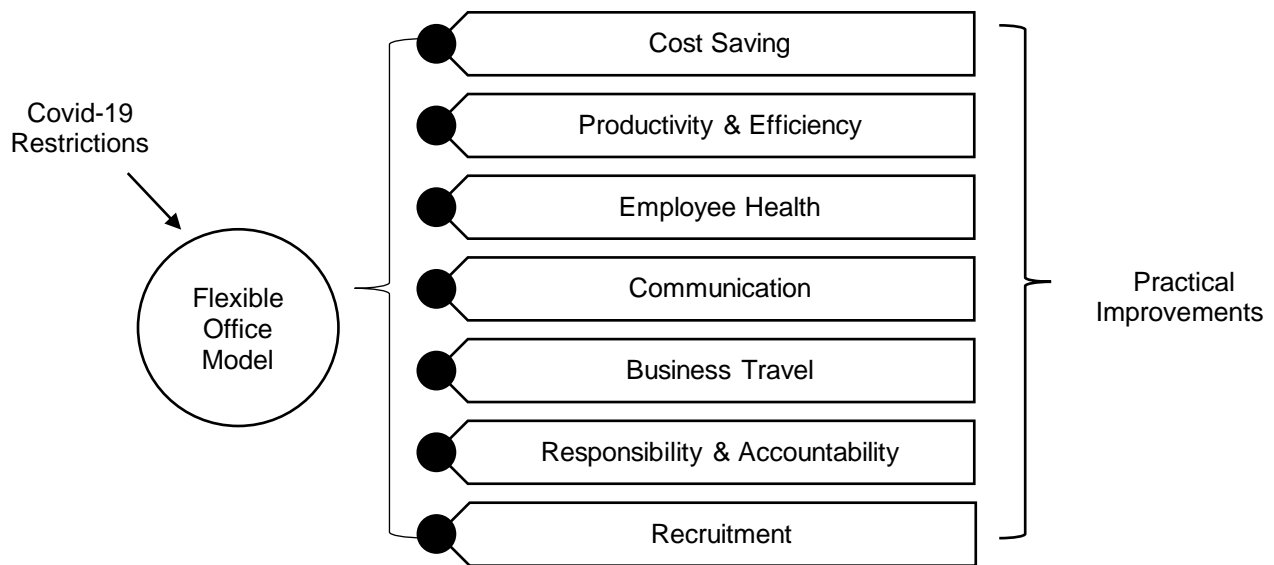 Covid-19
Restrictions
Flexible
Office
Model
Cost Saving
Productivity & Efficiency
Employee Health
Communication
Business Travel
Responsibility & Accountability
Recruitment
Practical
Improvements